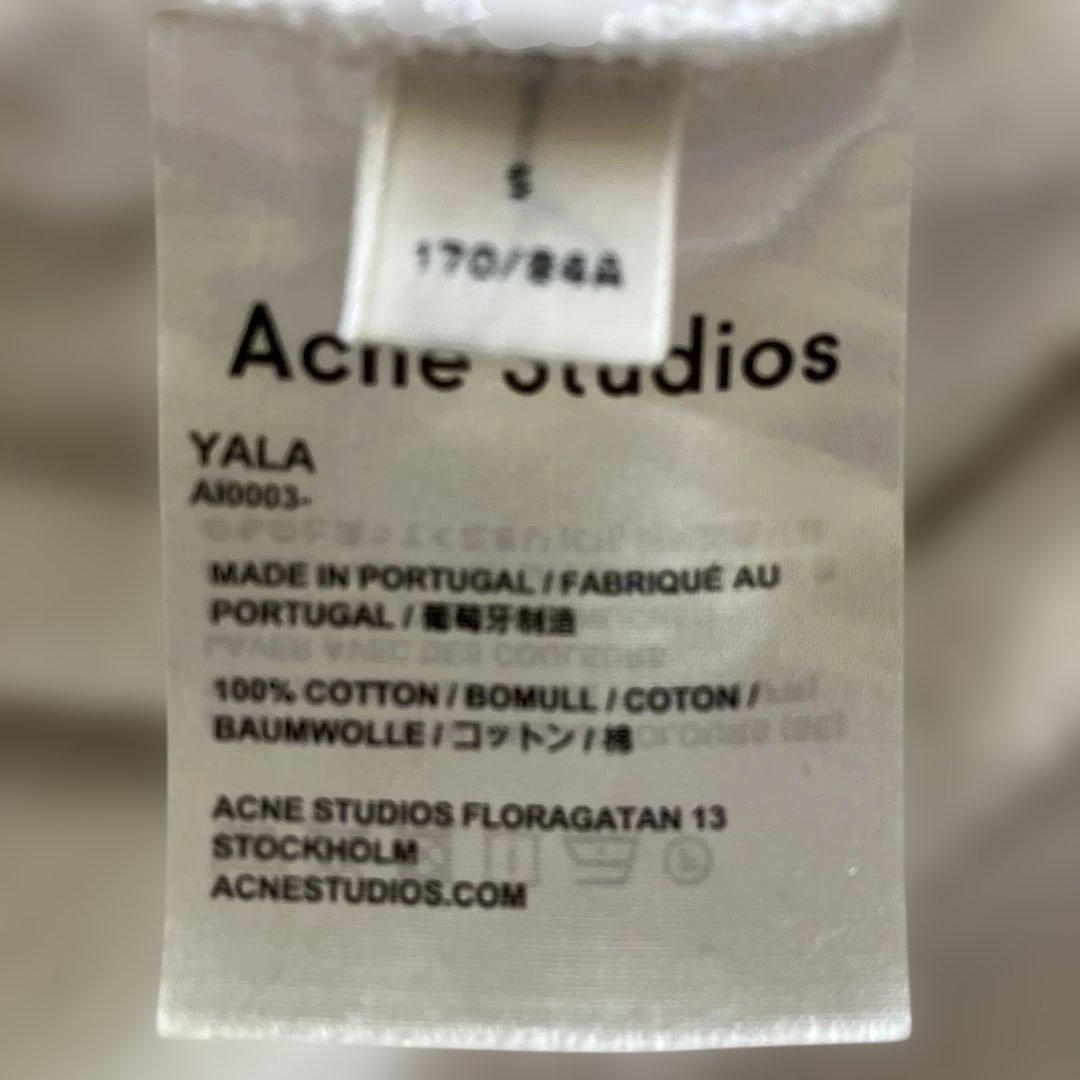 S
170/84A
Acne Studios
YALA
AI0003-
MADE IN PORTUGAL / FABRIQUÉ AU
PORTUGAL / 葡萄牙制造
100% COTTON / BOMULL / COTON /
BAUMWOLLE / コットン / 棉
ACNE STUDIOS FLORAGATAN 13
STOCKHOLM
ACNESTUDIOS.COM